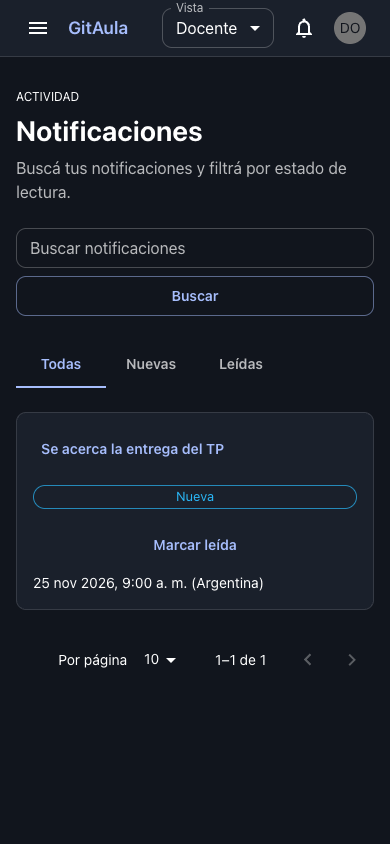 GitAula
Vista
Docente
DO
ACTIVIDAD
Notificaciones
Buscá tus notificaciones y filtrá por estado de
lectura.
Buscar notificaciones
Buscar
Todas Nuevas Leídas
Se acerca la entrega del TP
Nueva
Marcar leída
25 nov 2026, 9:00 a. m. (Argentina)
Por página 10 1–1 de 1